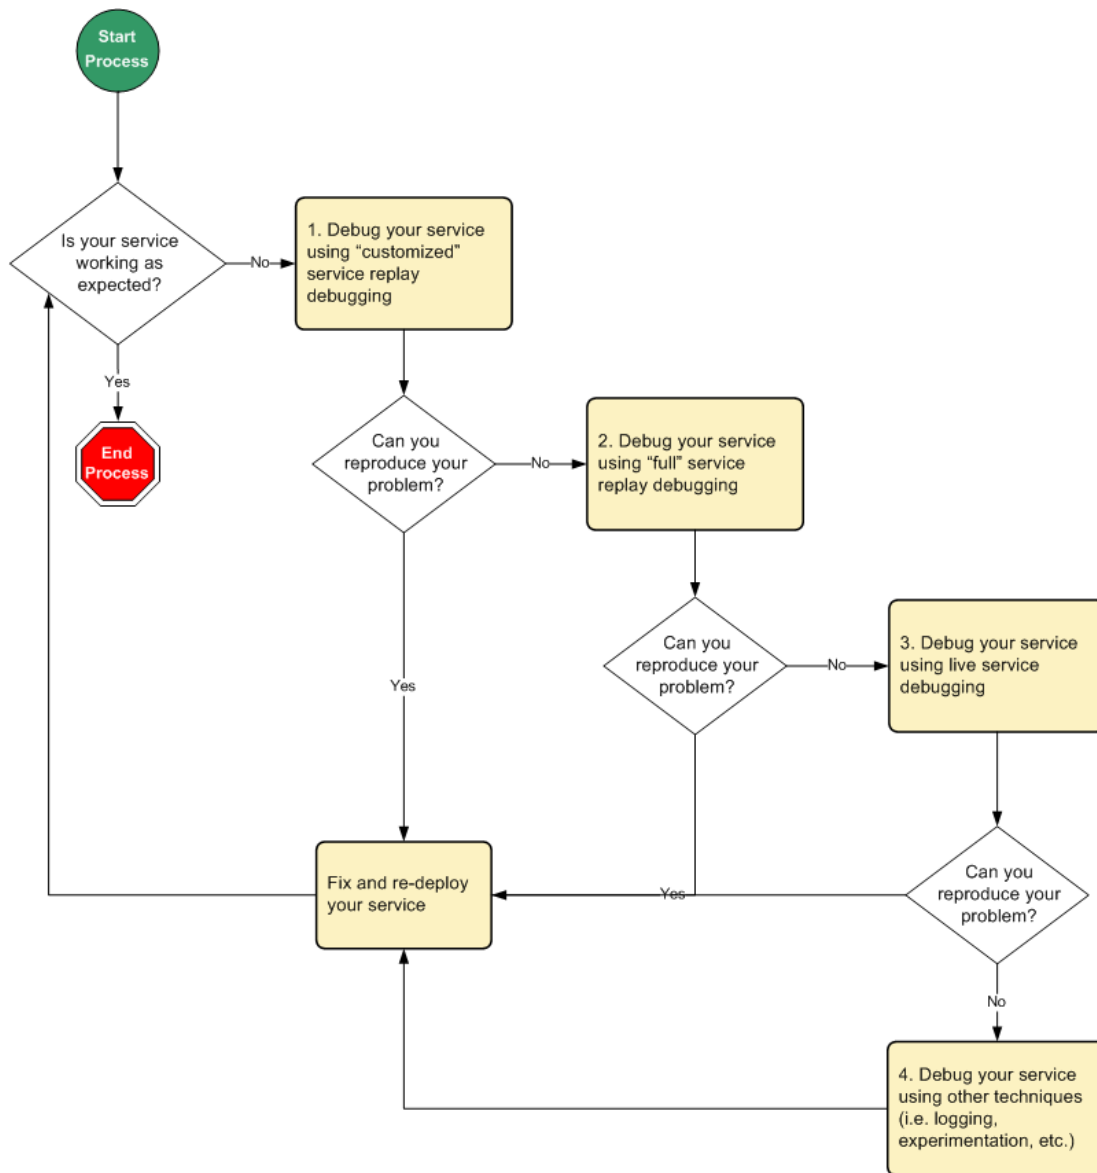 Start
Process
Is your service
working as
expected?
No
1. Debug your service
using “customized”
service replay
debugging
Yes
End
Process
Can you
reproduce your
problem?
No
2. Debug your service
using “full” service
replay debugging
Yes
Can you
reproduce your
problem?
No
3. Debug your service
using live service
debugging
Fix and re-deploy
your service
Yes
Can you
reproduce your
problem?
No
4. Debug your service
using other techniques
(i.e. logging,
experimentation, etc.)